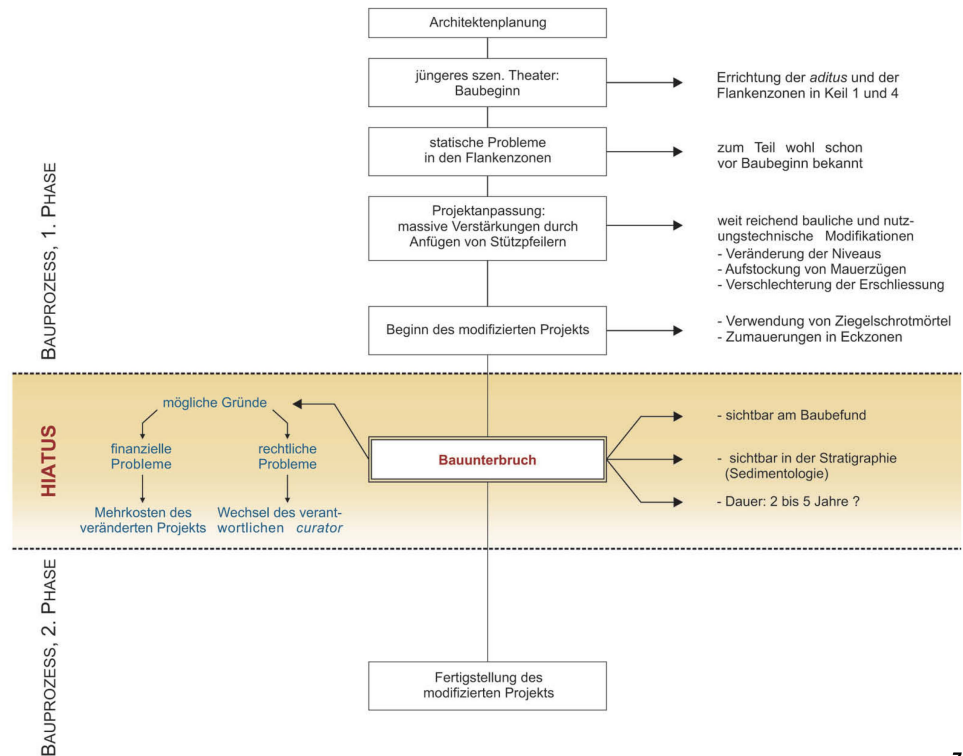 Architektenplanung
jüngeres szen. Theater:
Baubeginn
Errichtung der aditus und der
Flankenzonen in Keil 1 und 4
statische Probleme
in den Flankenzonen
zum Teil wohl schon
vor Baubeginn bekannt
BAUPROZESS, 1. PHASE
Projektanpassung:
massive Verstärkungen durch
Anfügen von Stützpfeilern
weit reichend bauliche und nutz-
ungstechnische Modifikationen
- Veränderung der Niveaus
- Aufstockung von Mauerzügen
- Verschlechterung der Erschliessung
Beginn des modifizierten Projekts
- Verwendung von Ziegelschrotmörtel
- Zumauerungen in Eckzonen
HIATUS
mögliche Gründe
finanzielle
Probleme
rechtliche
Probleme
Mehrkosten des
veränderten Projekts
Wechsel des verant-
wortlichen curator
Bauunterbruch
- sichtbar am Baubefund
- sichtbar in der Stratigraphie
(Sedimentologie)
- Dauer: 2 bis 5 Jahre ?
BAUPROZESS, 2. PHASE
Fertigstellung des
modifizierten Projekts